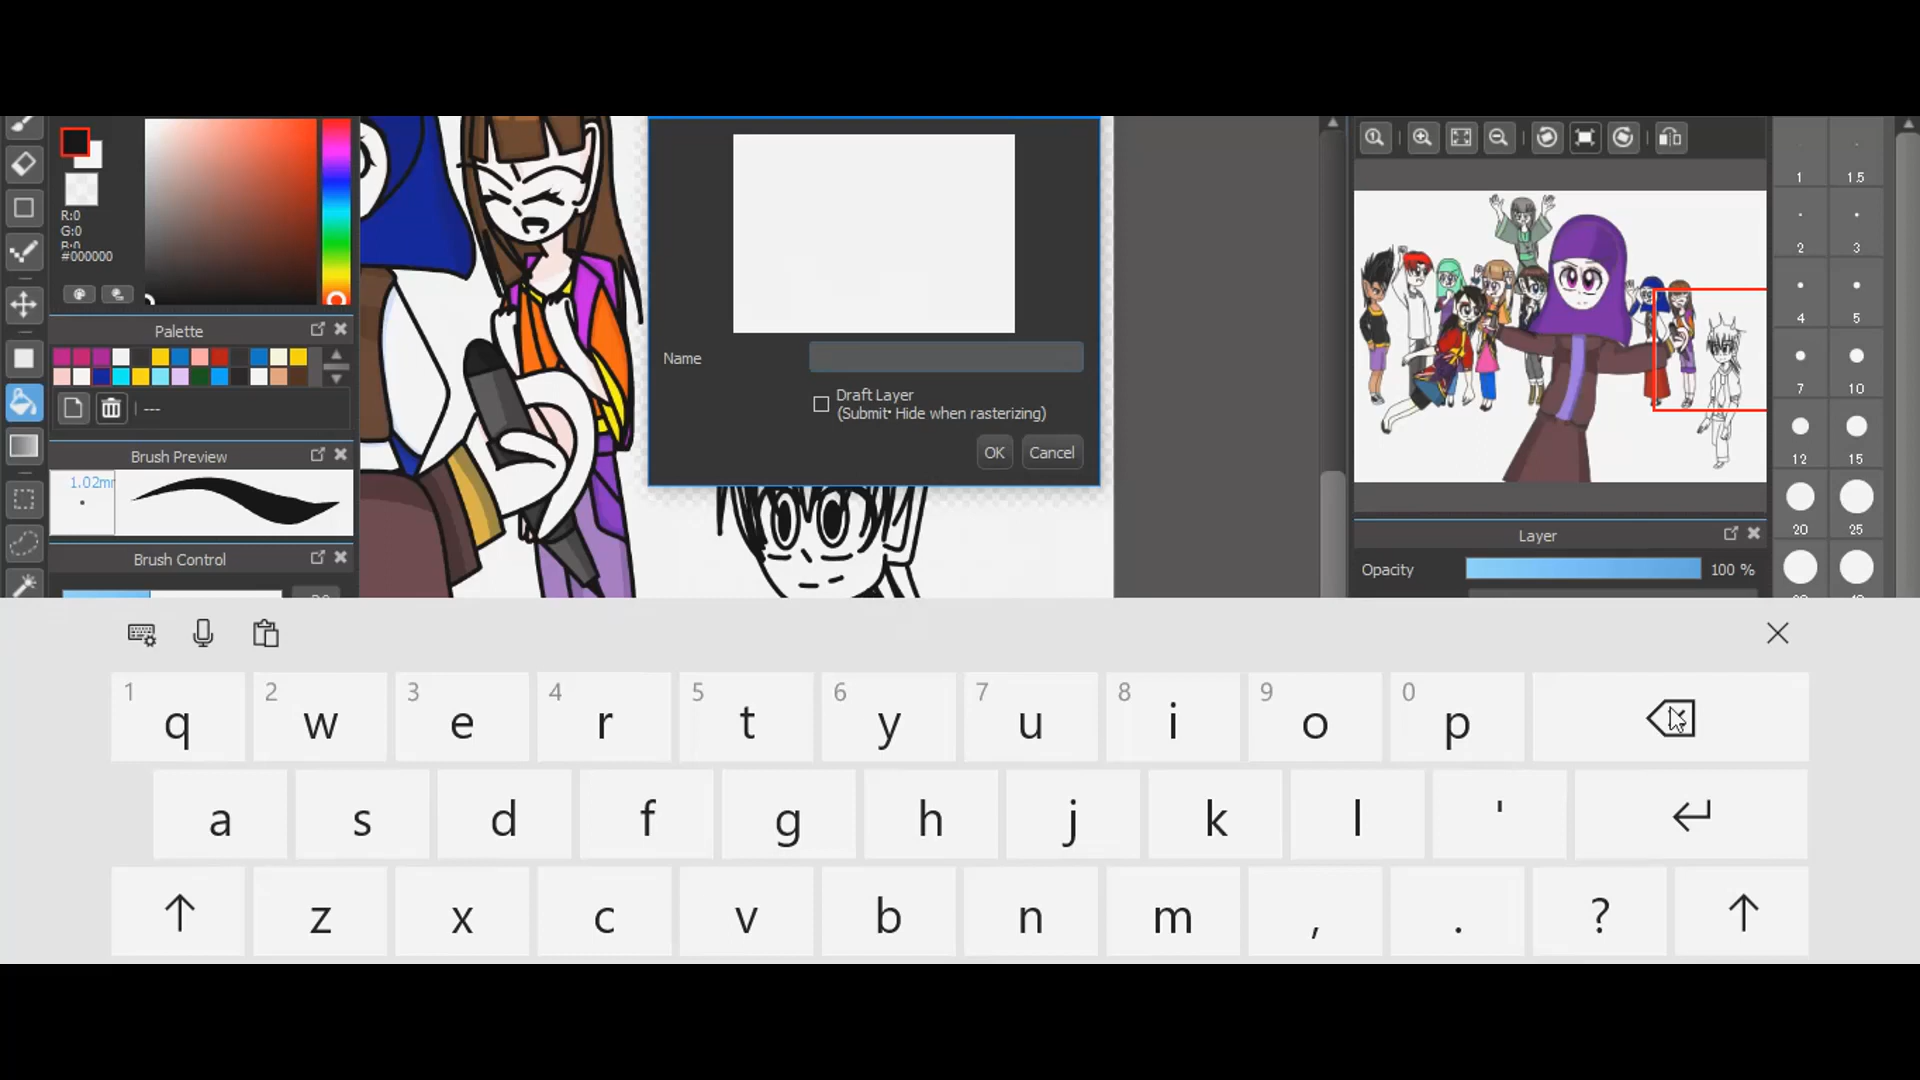 R:0
G:0
B:0
#000000
Palette
---
Brush Preview
1.02m
Brush Control
Name
Draft Layer
(Submit• Hide when rasterizing)
OK
Cancel
1
1.5
2
3
4
5
7
10
12
15
20
25
Layer
Opacity
100 %
1 2 3 4 5 6 7 8 9 0
q w e r t y u i o p
a s d f g h j k l '
z x c v b n m , . ?